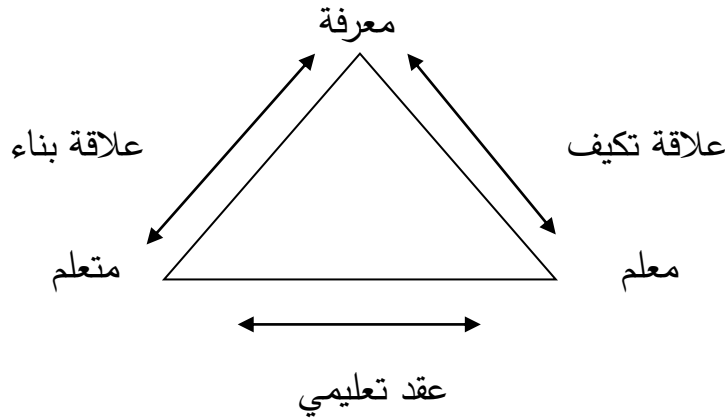 معرفة
علاقة تكيف
علاقة بناء
معلم
متعلم
عقد تعليمي